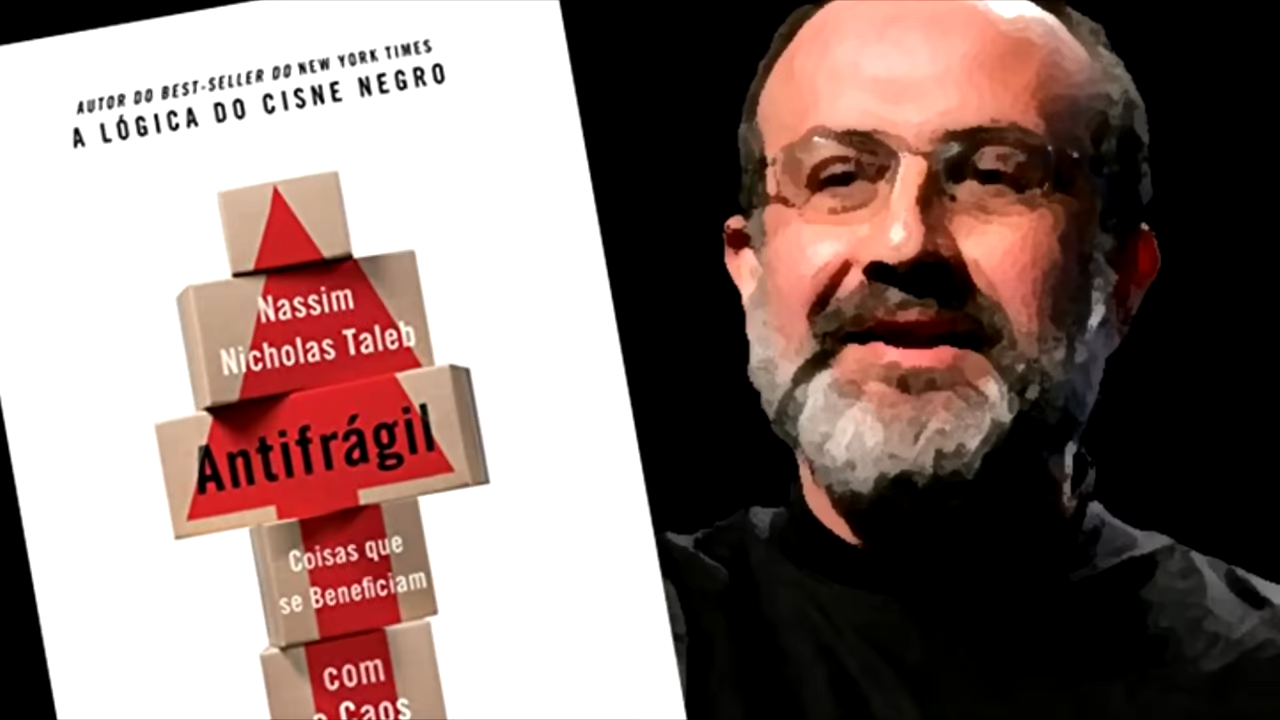 AUTOR DO BEST-SELLER DO NEW YORK TIMES
A LÓGICA DO CISNE NEGRO
Nassim
Nicholas Taleb
Antifrágil
Coisas que
se Beneficiam
com
o Caos